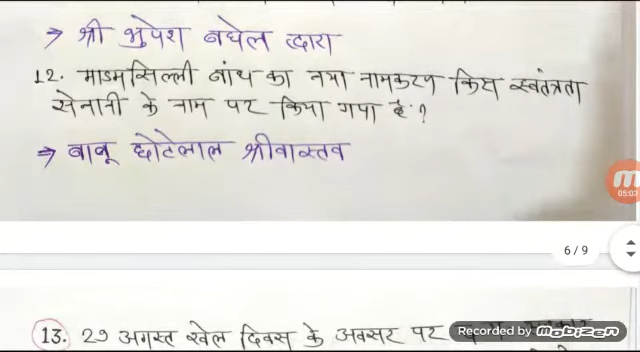 ⇒ श्री भुपेश बघेल द्वारा
12. माडमसिल्ली बांध का नया नामकरण किस स्वतंत्रता
सेनानी के नाम पर किया गया है?
⇒ बाबू छोटेलाल श्रीवास्तव
05:03
6/9
13. 29 अगस्त खेल दिवस के अवसर पर
Recorded by mobizen